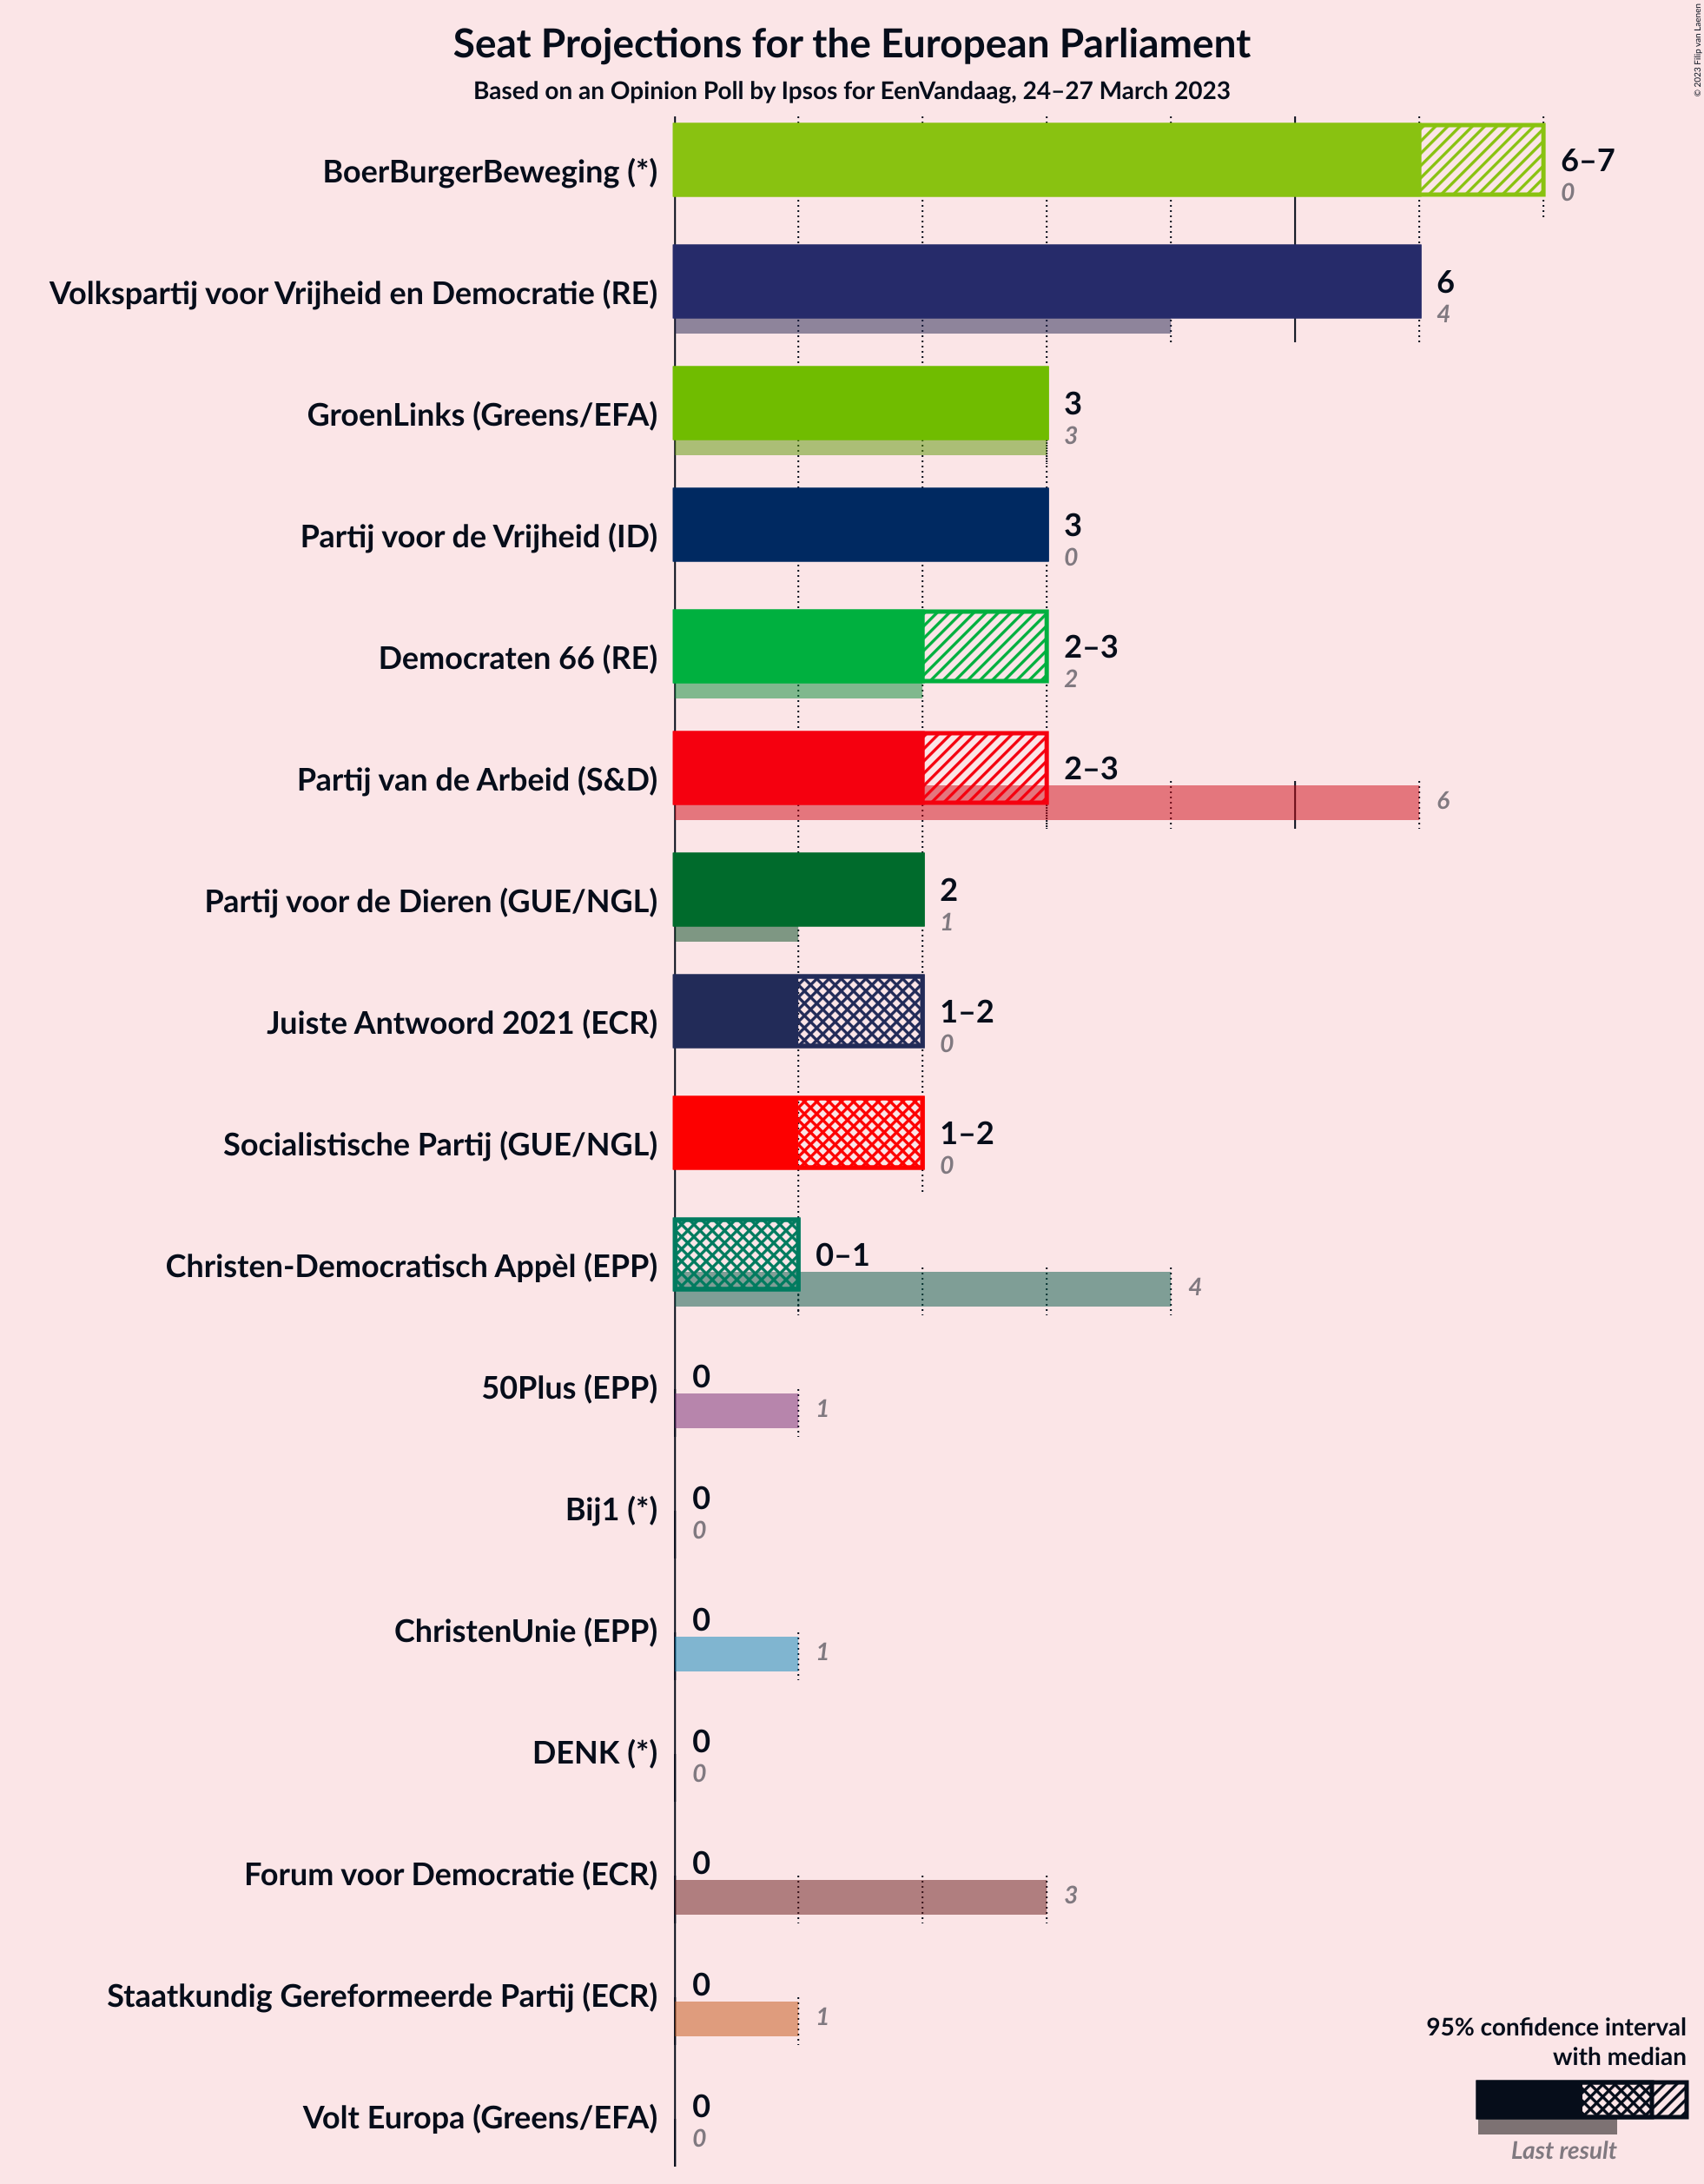 Seat Projections for the European Parliament
Based on an Opinion Poll by Ipsos for EenVandaag, 24–27 March 2023
© 2023 Filip van Laenen
BoerBurgerBeweging (*)
6–7
0
Volkspartij voor Vrijheid en Democratie (RE)
6
4
GroenLinks (Greens/EFA)
3
3
Partij voor de Vrijheid (ID)
3
0
Democraten 66 (RE)
2–3
2
Partij van de Arbeid (S&D)
2–3
6
Partij voor de Dieren (GUE/NGL)
2
1
Juiste Antwoord 2021 (ECR)
1–2
0
Socialistische Partij (GUE/NGL)
1–2
0
Christen-Democratisch Appèl (EPP)
0–1
4
50Plus (EPP)
0
1
Bij1 (*)
0
0
ChristenUnie (EPP)
0
1
DENK (*)
0
0
Forum voor Democratie (ECR)
0
3
Staatkundig Gereformeerde Partij (ECR)
0
1
Volt Europa (Greens/EFA)
0
0
95% confidence interval
with median
Last result